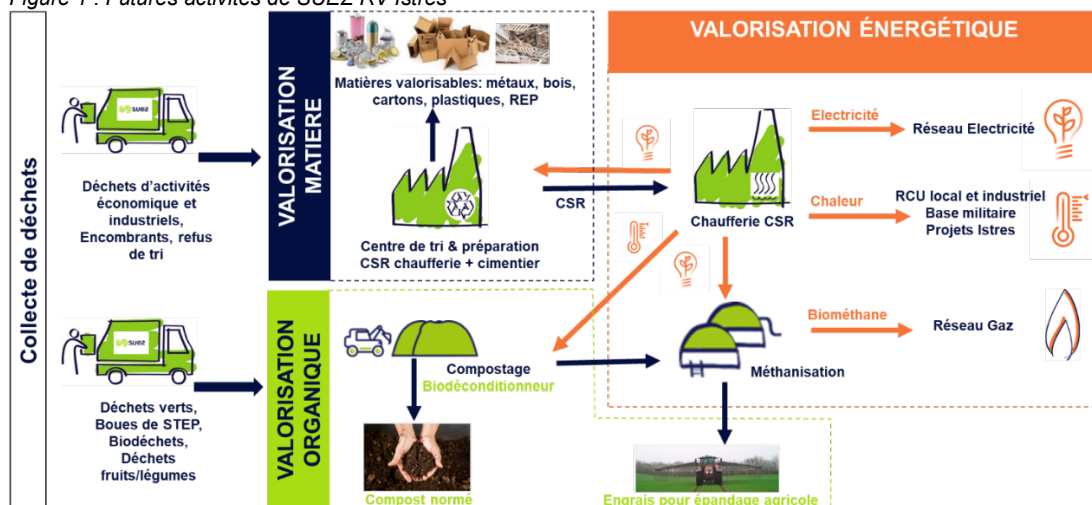 Figure 1 : Futures activités de SUEZ RV Istres
Collecte de déchets
suez
Déchets d'activités
économique et
industriels,
Encombrants, refus
de tri
suez
Déchets verts,
Boues de STEP,
Biodéchets,
Déchets
fruits/légumes
VALORISATION
MATIERE
Matières valorisables: métaux, bois,
cartons, plastiques, REP
Centre de tri & préparation
CSR chaufferie + cimentier
CSR
VALORISATION
ORGANIQUE
Compostage
Biodéconditionneur
Compost normé
VALORISATION ÉNERGÉTIQUE
Chaufferie CSR
Electricité
Réseau Electricité
Chaleur
RCU local et industriel
Base militaire
Projets Istres
Méthanisation
Biométhane
Réseau Gaz
Engrais pour épandage agricole